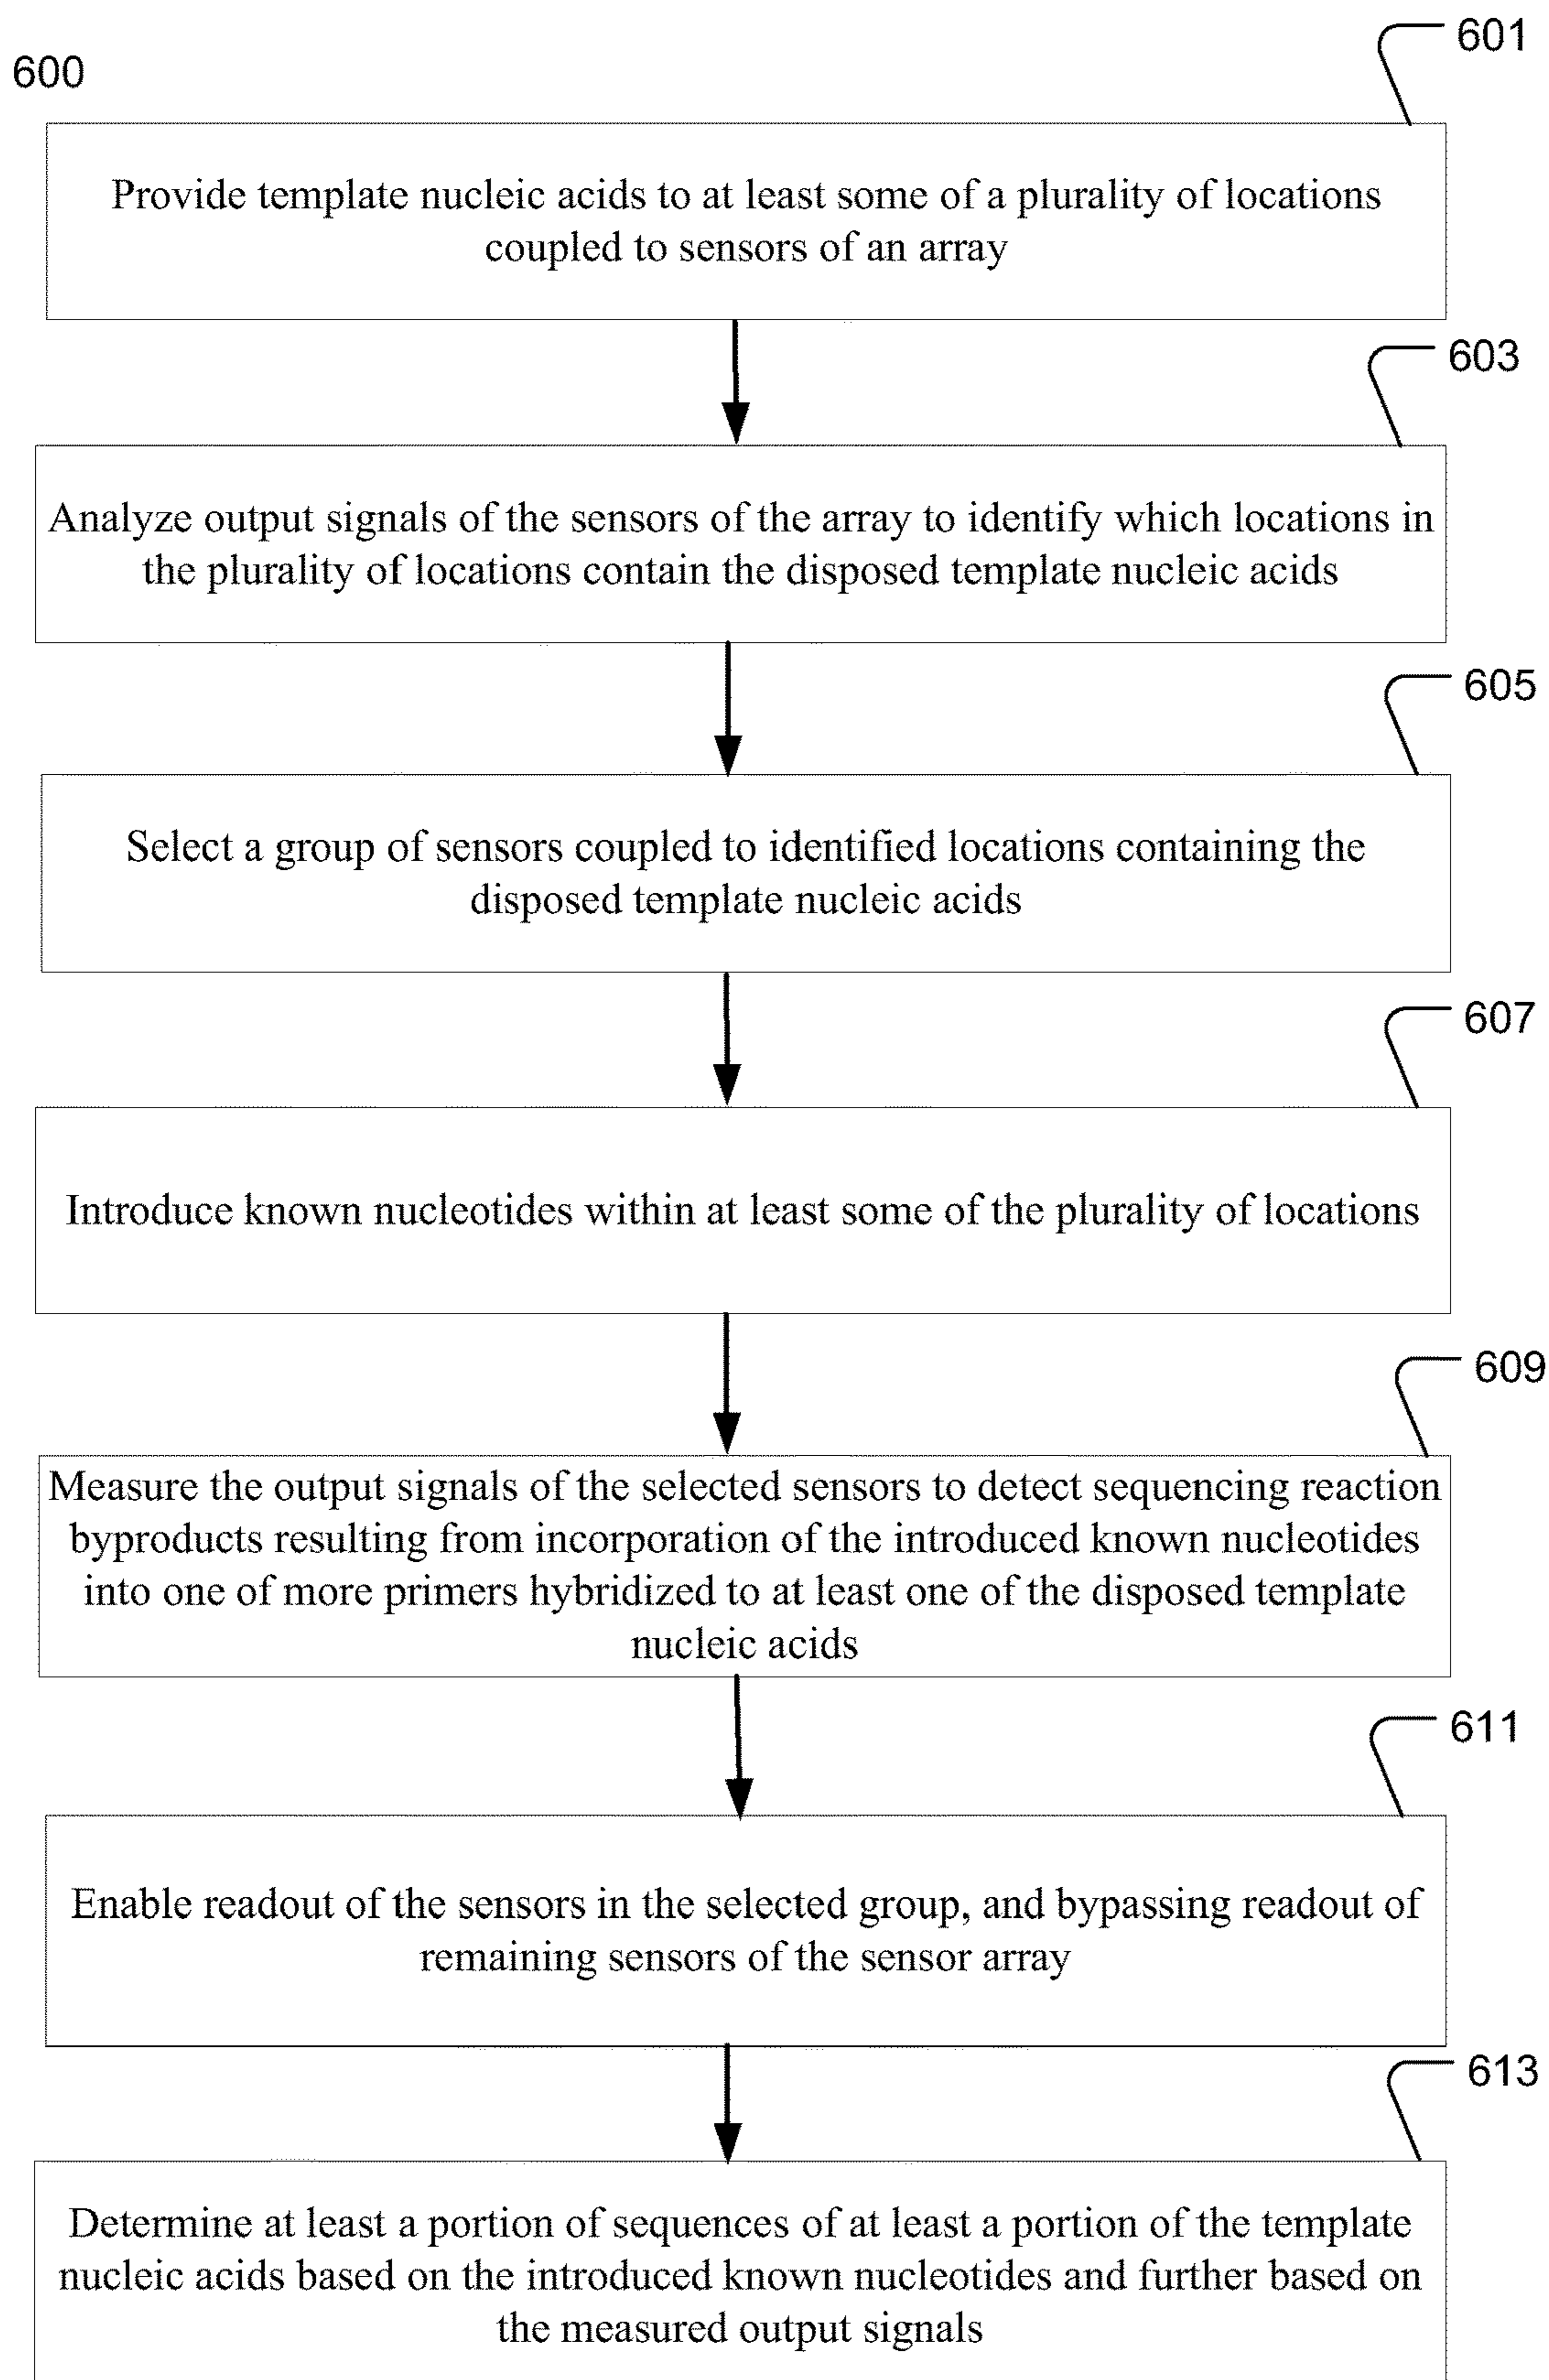 601
600
Provide template nucleic acids to at least some of a plurality of locations
coupled to sensors of an array
603
Analyze output signals of the sensors of the array to identify which locations in
the plurality of locations contain the disposed template nucleic acids
605
Select a group of sensors coupled to identified locations containing the
disposed template nucleic acids
607
Introduce known nucleotides within at least some of the plurality of locations
609
Measure the output signals of the selected sensors to detect sequencing reaction
byproducts resulting from incorporation of the introduced known nucleotides
into one of more primers hybridized to at least one of the disposed template
nucleic acids
611
Enable readout of the sensors in the selected group, and bypassing readout of
remaining sensors of the sensor array
613
Determine at least a portion of sequences of at least a portion of the template
nucleic acids based on the introduced known nucleotides and further based on
the measured output signals